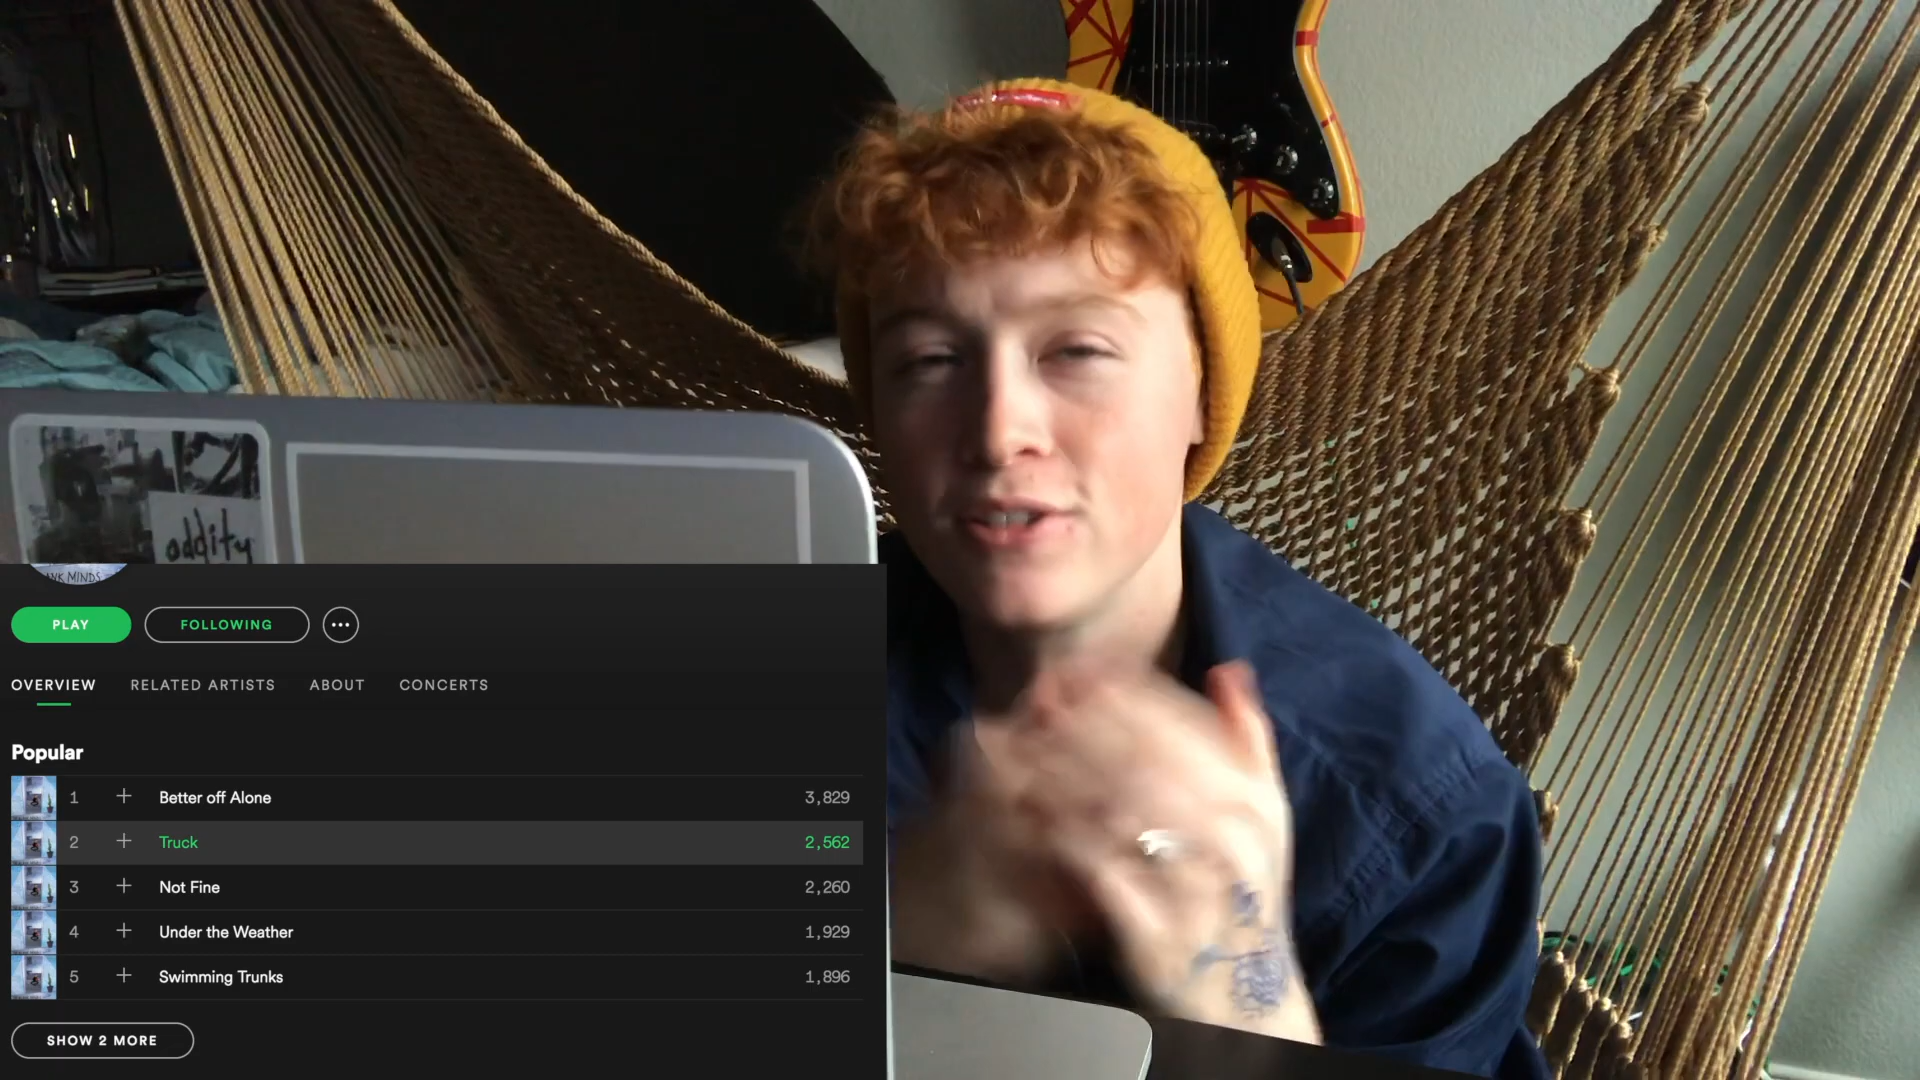 oddity
MINDS
PLAY
FOLLOWING
OVERVIEW RELATED ARTISTS ABOUT CONCERTS
Popular
1 + Better off Alone 3,829
2 + Truck 2,562
3 + Not Fine 2,260
4 + Under the Weather 1,929
5 + Swimming Trunks 1,896
SHOW 2 MORE